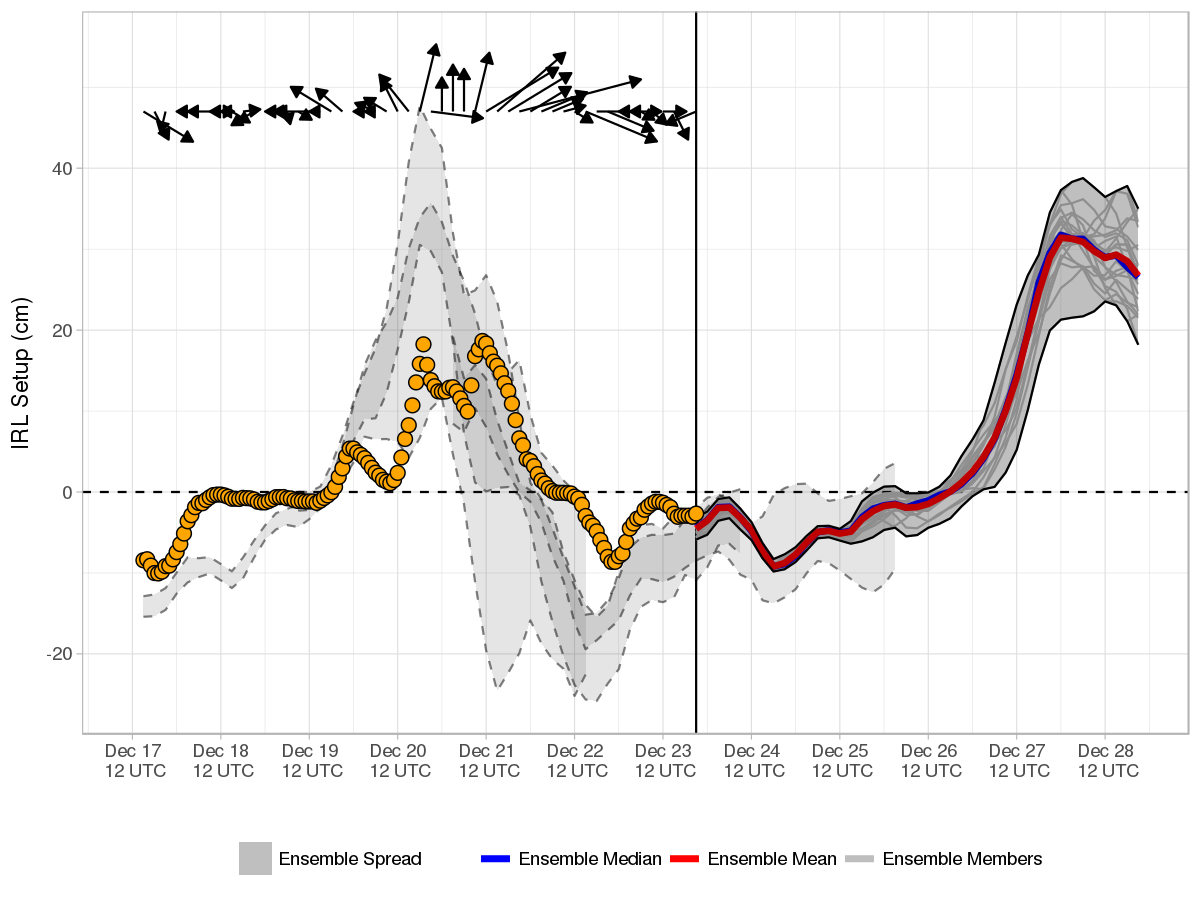 IRL Setup (cm)
40
20
0
-20
Dec 17 Dec 18 Dec 19 Dec 20 Dec 21 Dec 22 Dec 23 Dec 24 Dec 25 Dec 26 Dec 27 Dec 28
12 UTC 12 UTC 12 UTC 12 UTC 12 UTC 12 UTC 12 UTC 12 UTC 12 UTC 12 UTC 12 UTC 12 UTC
Ensemble Spread Ensemble Median Ensemble Mean Ensemble Members